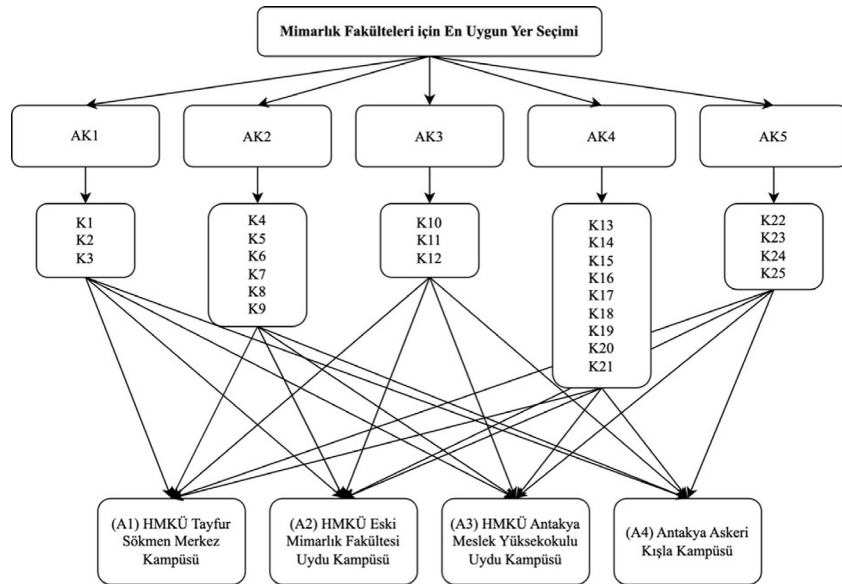 Mimarlık Fakülteleri için En Uygun Yer Seçimi
AK1
AK2
AK3
AK4
AK5
K1
K2
K3
K4
K5
K6
K7
K8
K9
K10
K11
K12
K13
K14
K15
K16
K17
K18
K19
K20
K21
K22
K23
K24
K25
(A1) HMKÜ Tayfur
Sökmen Merkez
Kampüsü
(A2) HMKÜ Eski
Mimarlık Fakültesi
Uydu Kampüsü
(A3) HMKÜ Antakya
Meslek Yüksekokulu
Uydu Kampüsü
(A4) Antakya Askeri
Kışla Kampüsü